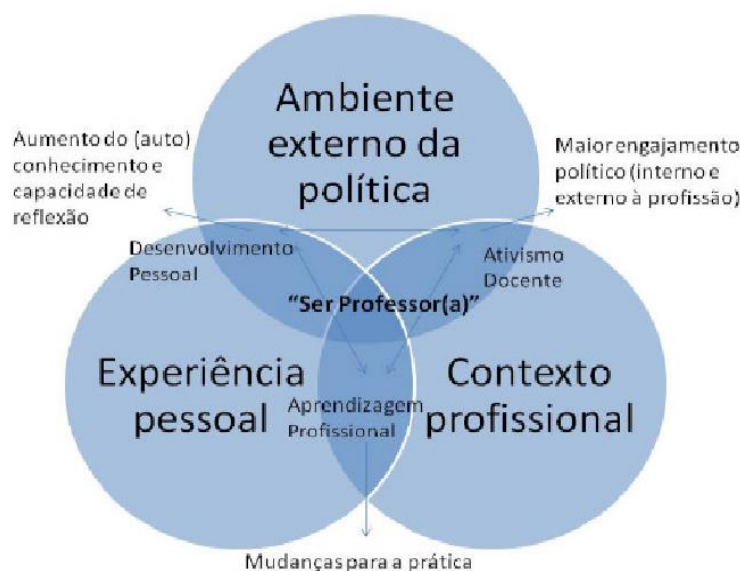 Ambiente
externo da
política
Aumento do (auto)
conhecimento e
capacidade de
reflexão
Maior engajamento
político (interno e
externo à profissão)
Desenvolvimento
Pessoal
Ativismo
Docente
“Ser Professor(a)”
Experiência
pessoal
Contexto
profissional
Aprendizagem
Profissional
Mudanças para a prática